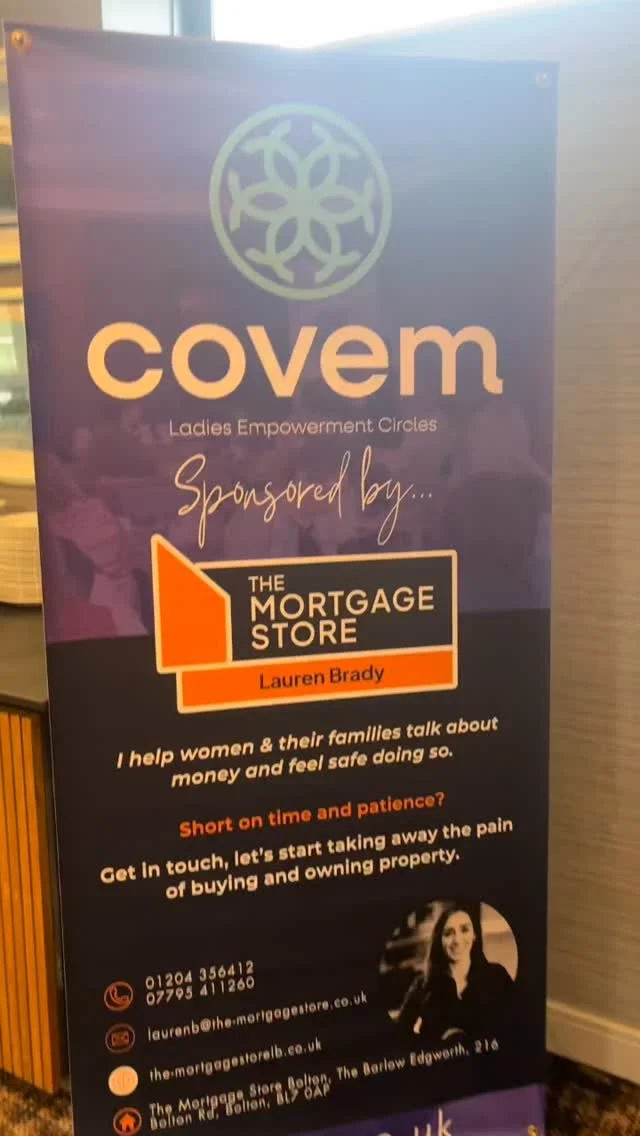 covem
Ladies Empowerment Circles
Sponsored by...
THE
MORTGAGE
STORE
Lauren Brady
I help women & their families talk about
money and feel safe doing so.
Short on time and patience?
Get in touch, let's start taking away the pain
of buying and owning property.
01204 356412
07795 411260
laurenb@the-mortgagestore.co.uk
the-mortgagestorelb.co.uk
The Mortgage Store Bolton, The Barlow Edgworth, 216
Bolton Rd, Bolton, BL7 0AP
.uk